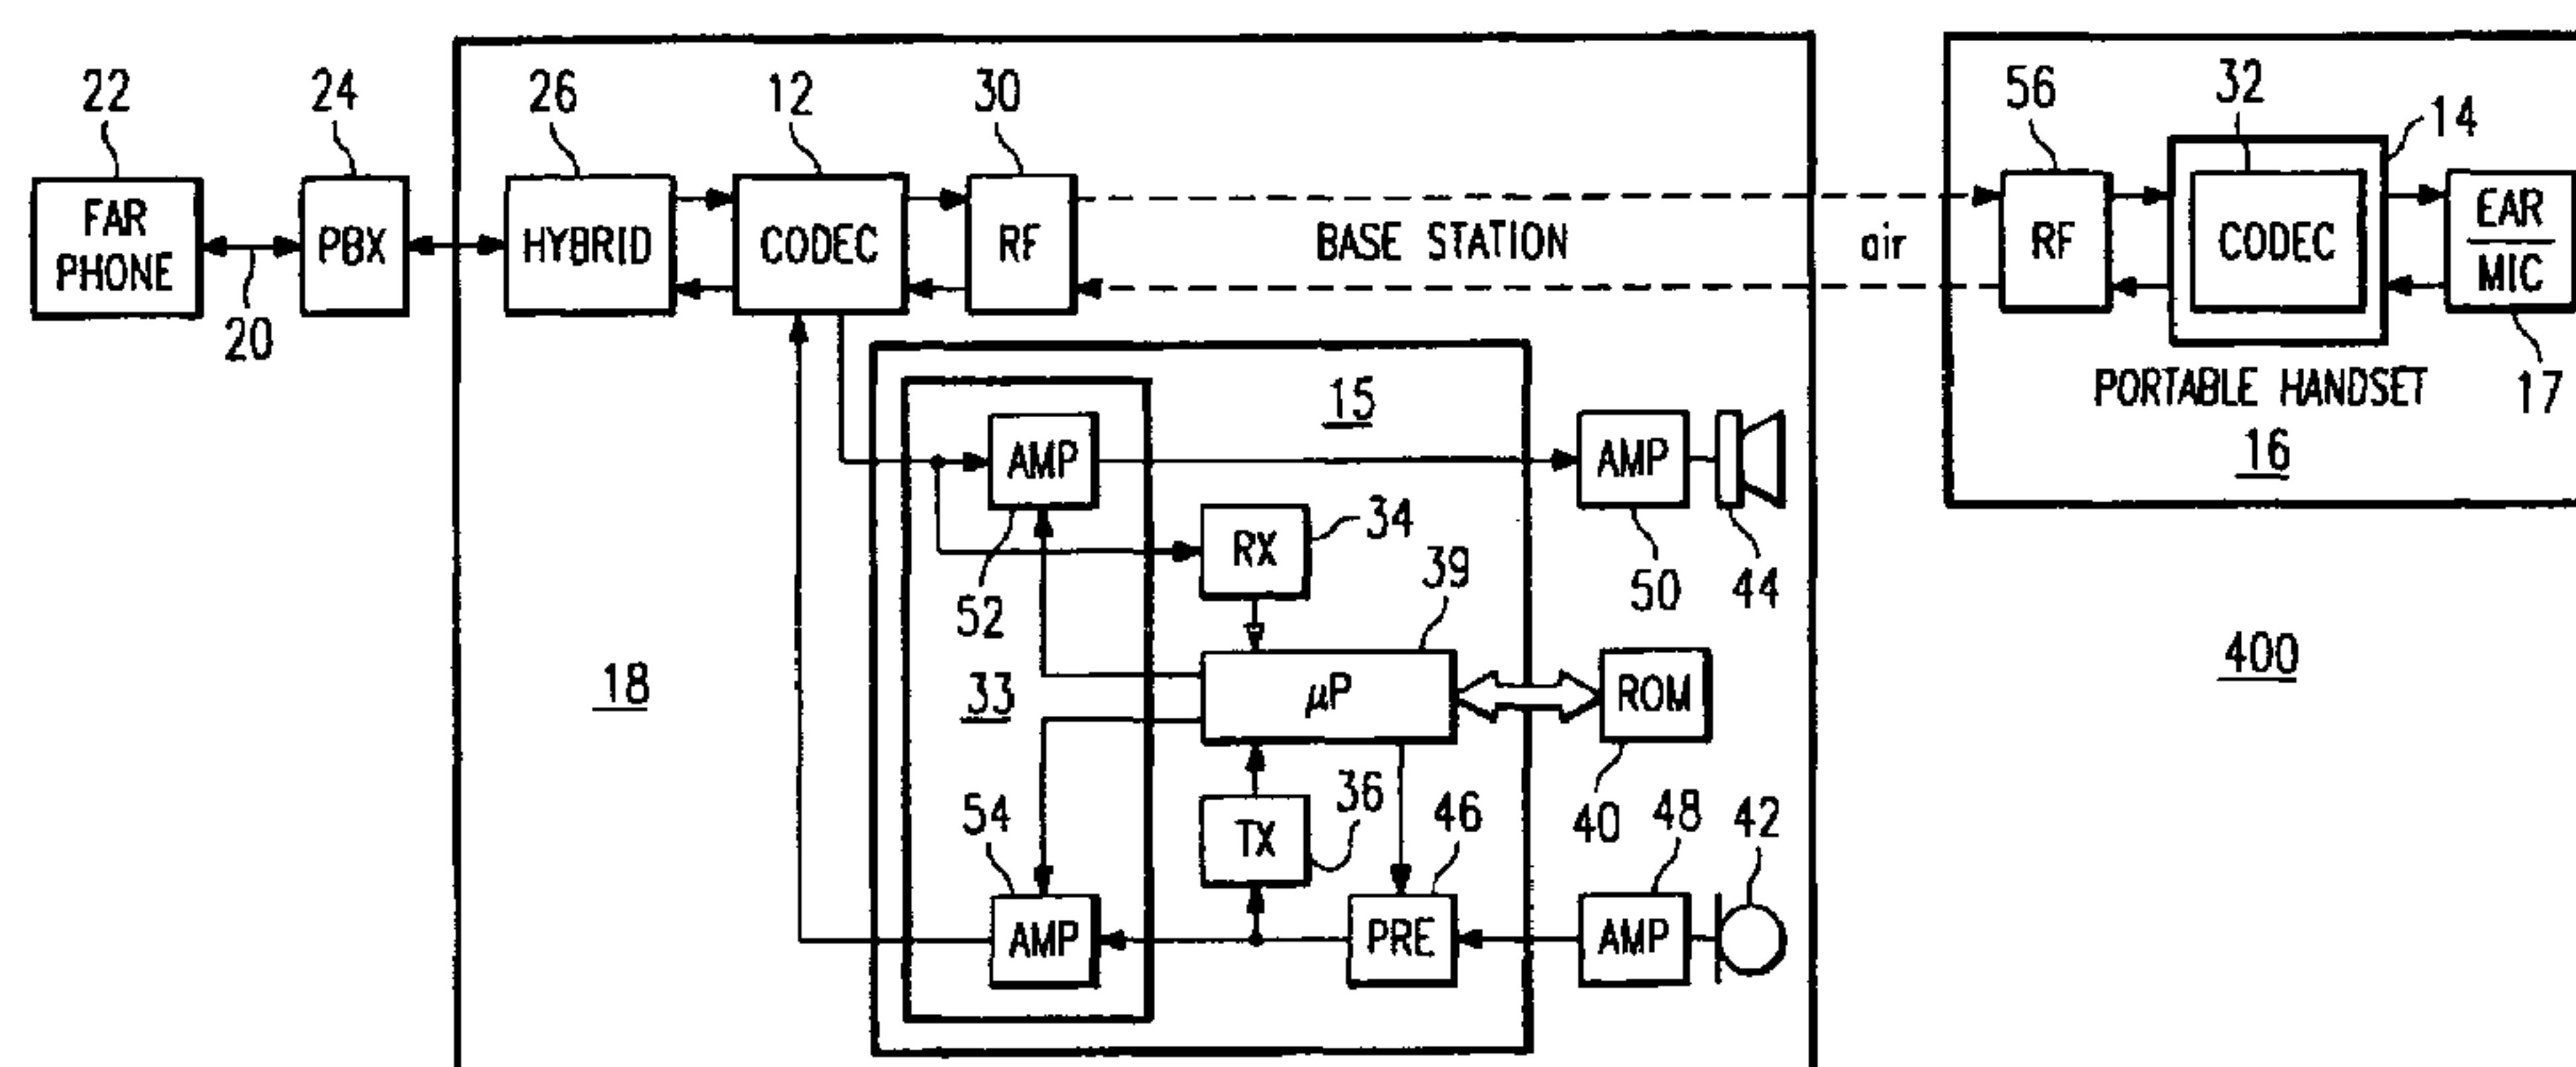 22
24
26
12
30
56
32
14
FAR
PHONE
PBX
HYBRID
CODEC
RF
BASE STATION
air
RF
CODEC
EAR
MIC
20
PORTABLE HANDSET
17
16
15
AMP
AMP
RX
34
39
52
50
44
18
33
μP
ROM
400
54
36
46
40
48
42
TX
AMP
PRE
AMP